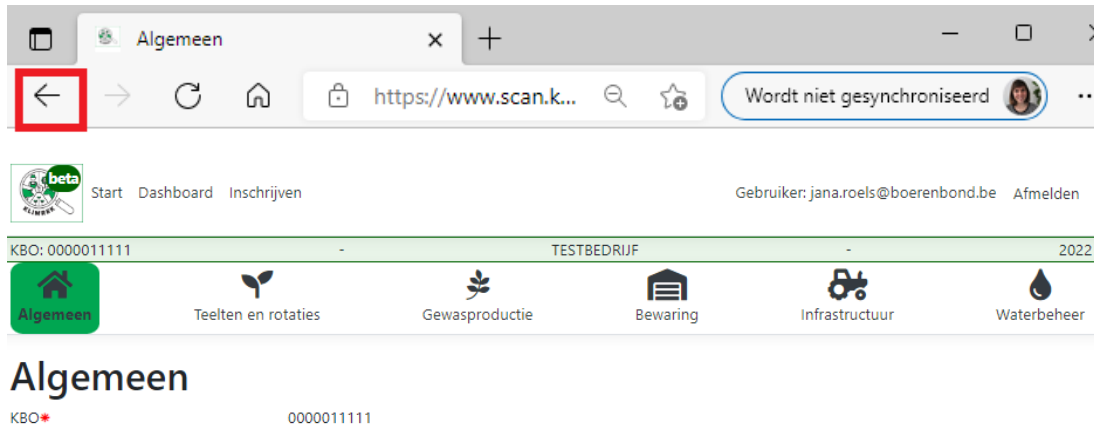 Algemeen
https://www.scan.k...
Wordt niet gesynchroniseerd
beta
KLIMREK
Start Dashboard Inschrijven
Gebruiker: jana.roels@boerenbond.be Afmelden
KBO: 0000011111 - TESTBEDRIJF - 2022
Algemeen Teelten en rotaties Gewasproductie Bewaring Infrastructuur Waterbeheer
Algemeen
KBO* 0000011111